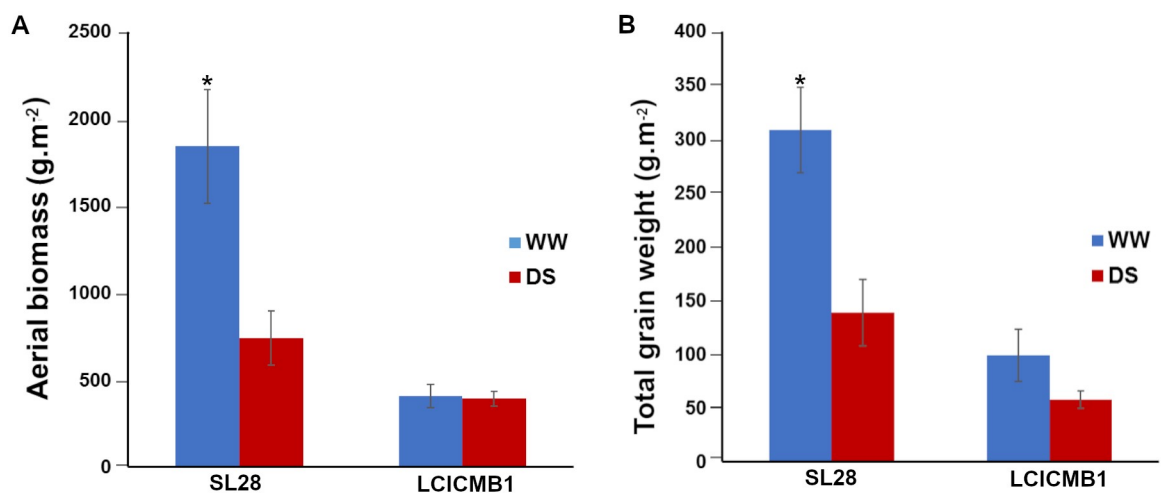 A
Aerial biomass (g.m-2)
2500
2000
1500
1000
500
0
*
WW
DS
SL28
LCICMB1
B
Total grain weight (g.m-2)
400
350
300
250
200
150
100
50
0
*
WW
DS
SL28
LCICMB1